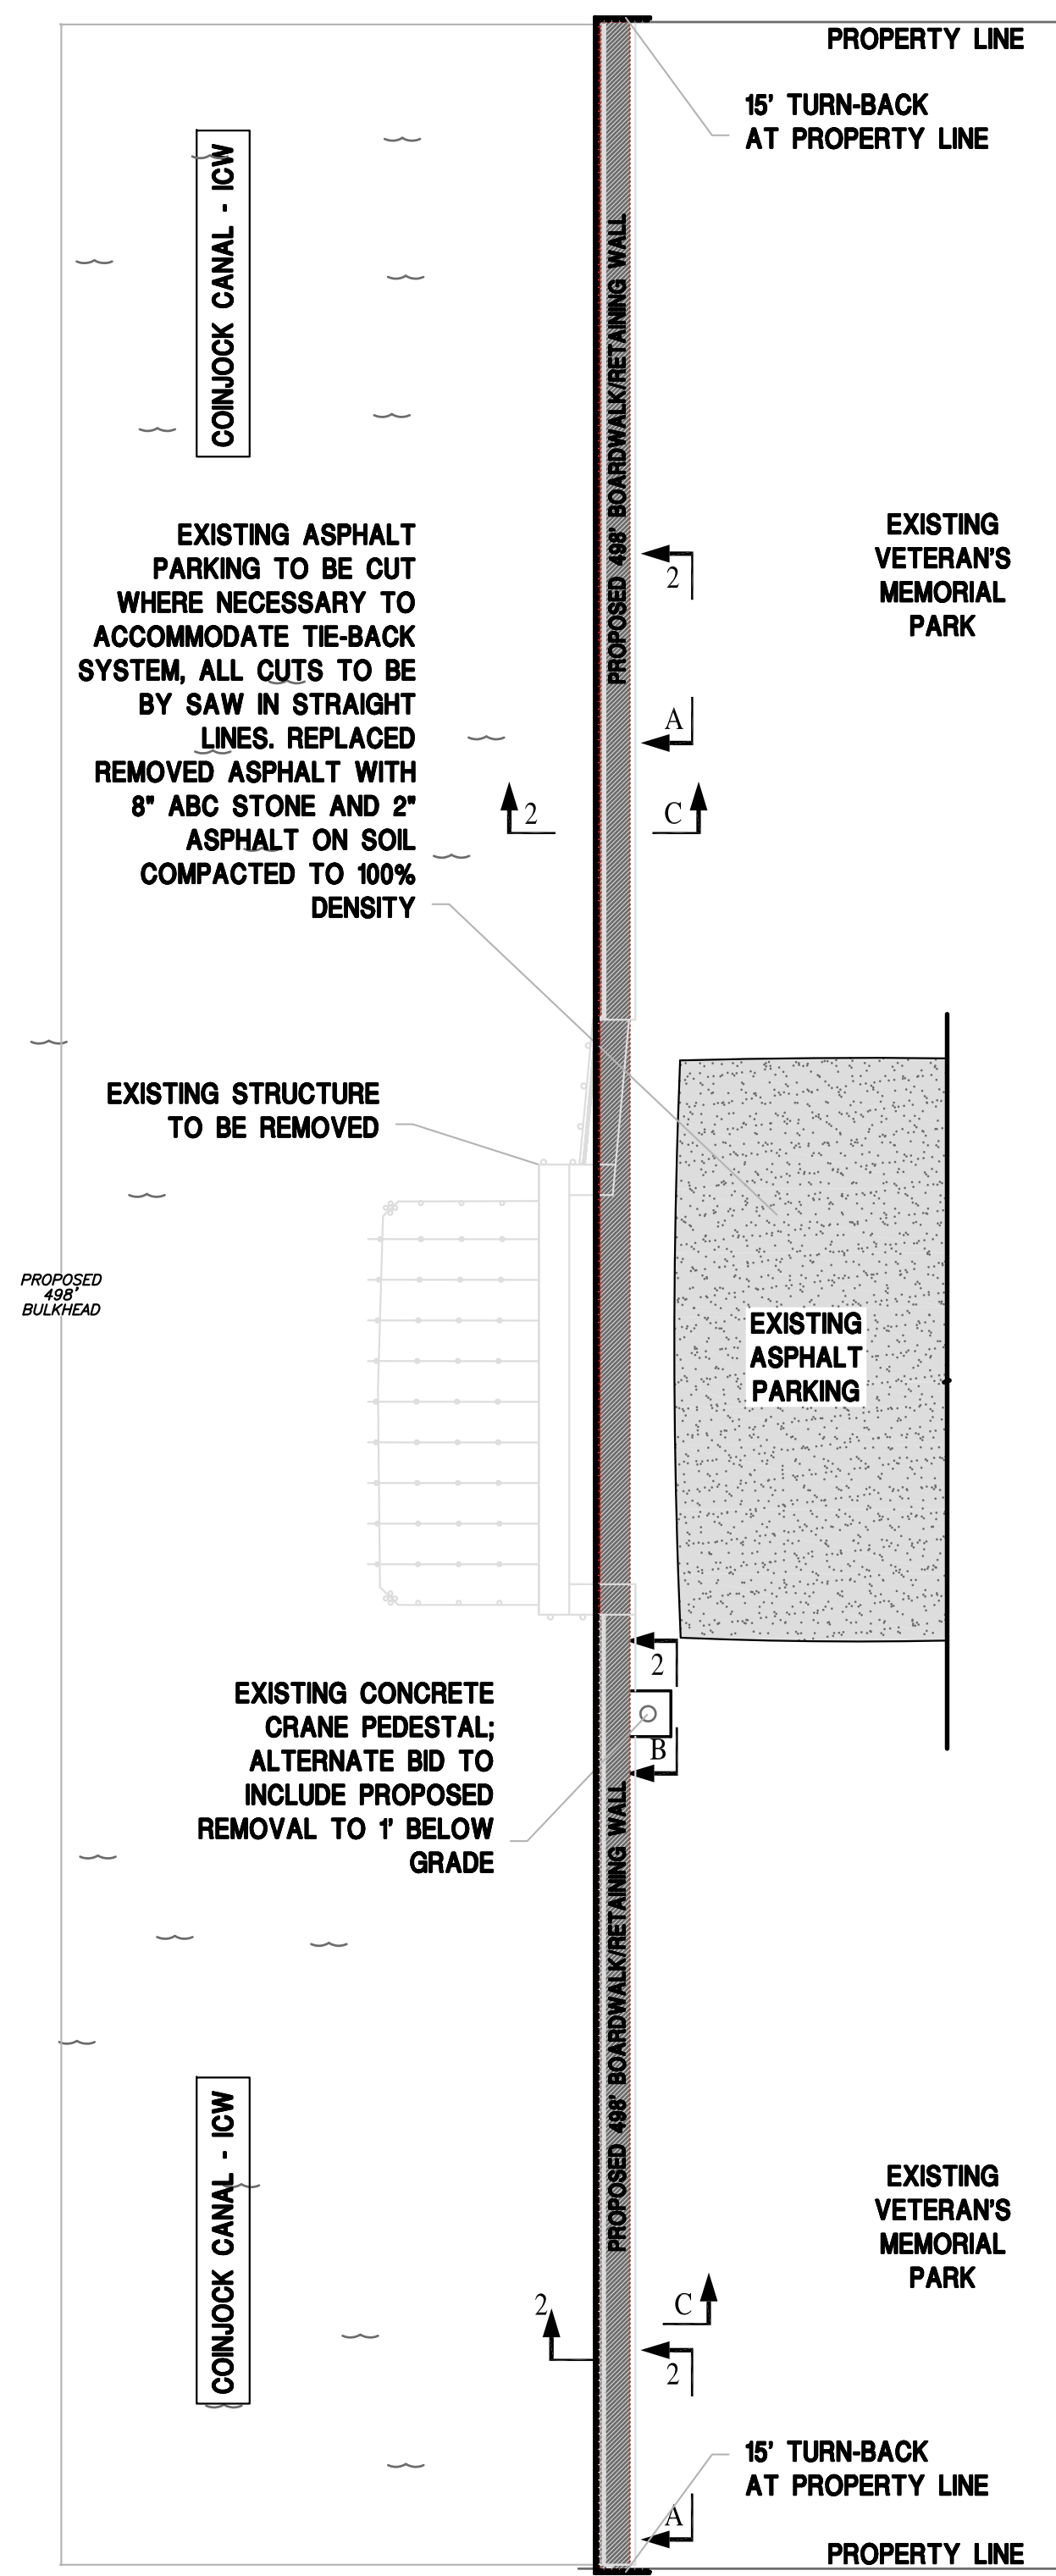 PROPERTY LINE
15' TURN-BACK
AT PROPERTY LINE
COINJOCK CANAL - ICW
PROPOSED 498' BOARDWALK/RETAINING WALL
EXISTING
VETERAN'S
MEMORIAL
PARK
2
A
EXISTING ASPHALT
PARKING TO BE CUT
WHERE NECESSARY TO
ACCOMMODATE TIE-BACK
SYSTEM, ALL CUTS TO BE
BY SAW IN STRAIGHT
LINES. REPLACED
REMOVED ASPHALT WITH
8" ABC STONE AND 2"
ASPHALT ON SOIL
COMPACTED TO 100%
DENSITY
2
C
EXISTING STRUCTURE
TO BE REMOVED
PROPOSED
498'
BULKHEAD
EXISTING
ASPHALT
PARKING
2
B
EXISTING CONCRETE
CRANE PEDESTAL;
ALTERNATE BID TO
INCLUDE PROPOSED
REMOVAL TO 1' BELOW
GRADE
PROPOSED 498' BOARDWALK/RETAINING WALL
COINJOCK CANAL - ICW
EXISTING
VETERAN'S
MEMORIAL
PARK
2
C
2
15' TURN-BACK
AT PROPERTY LINE
A
PROPERTY LINE